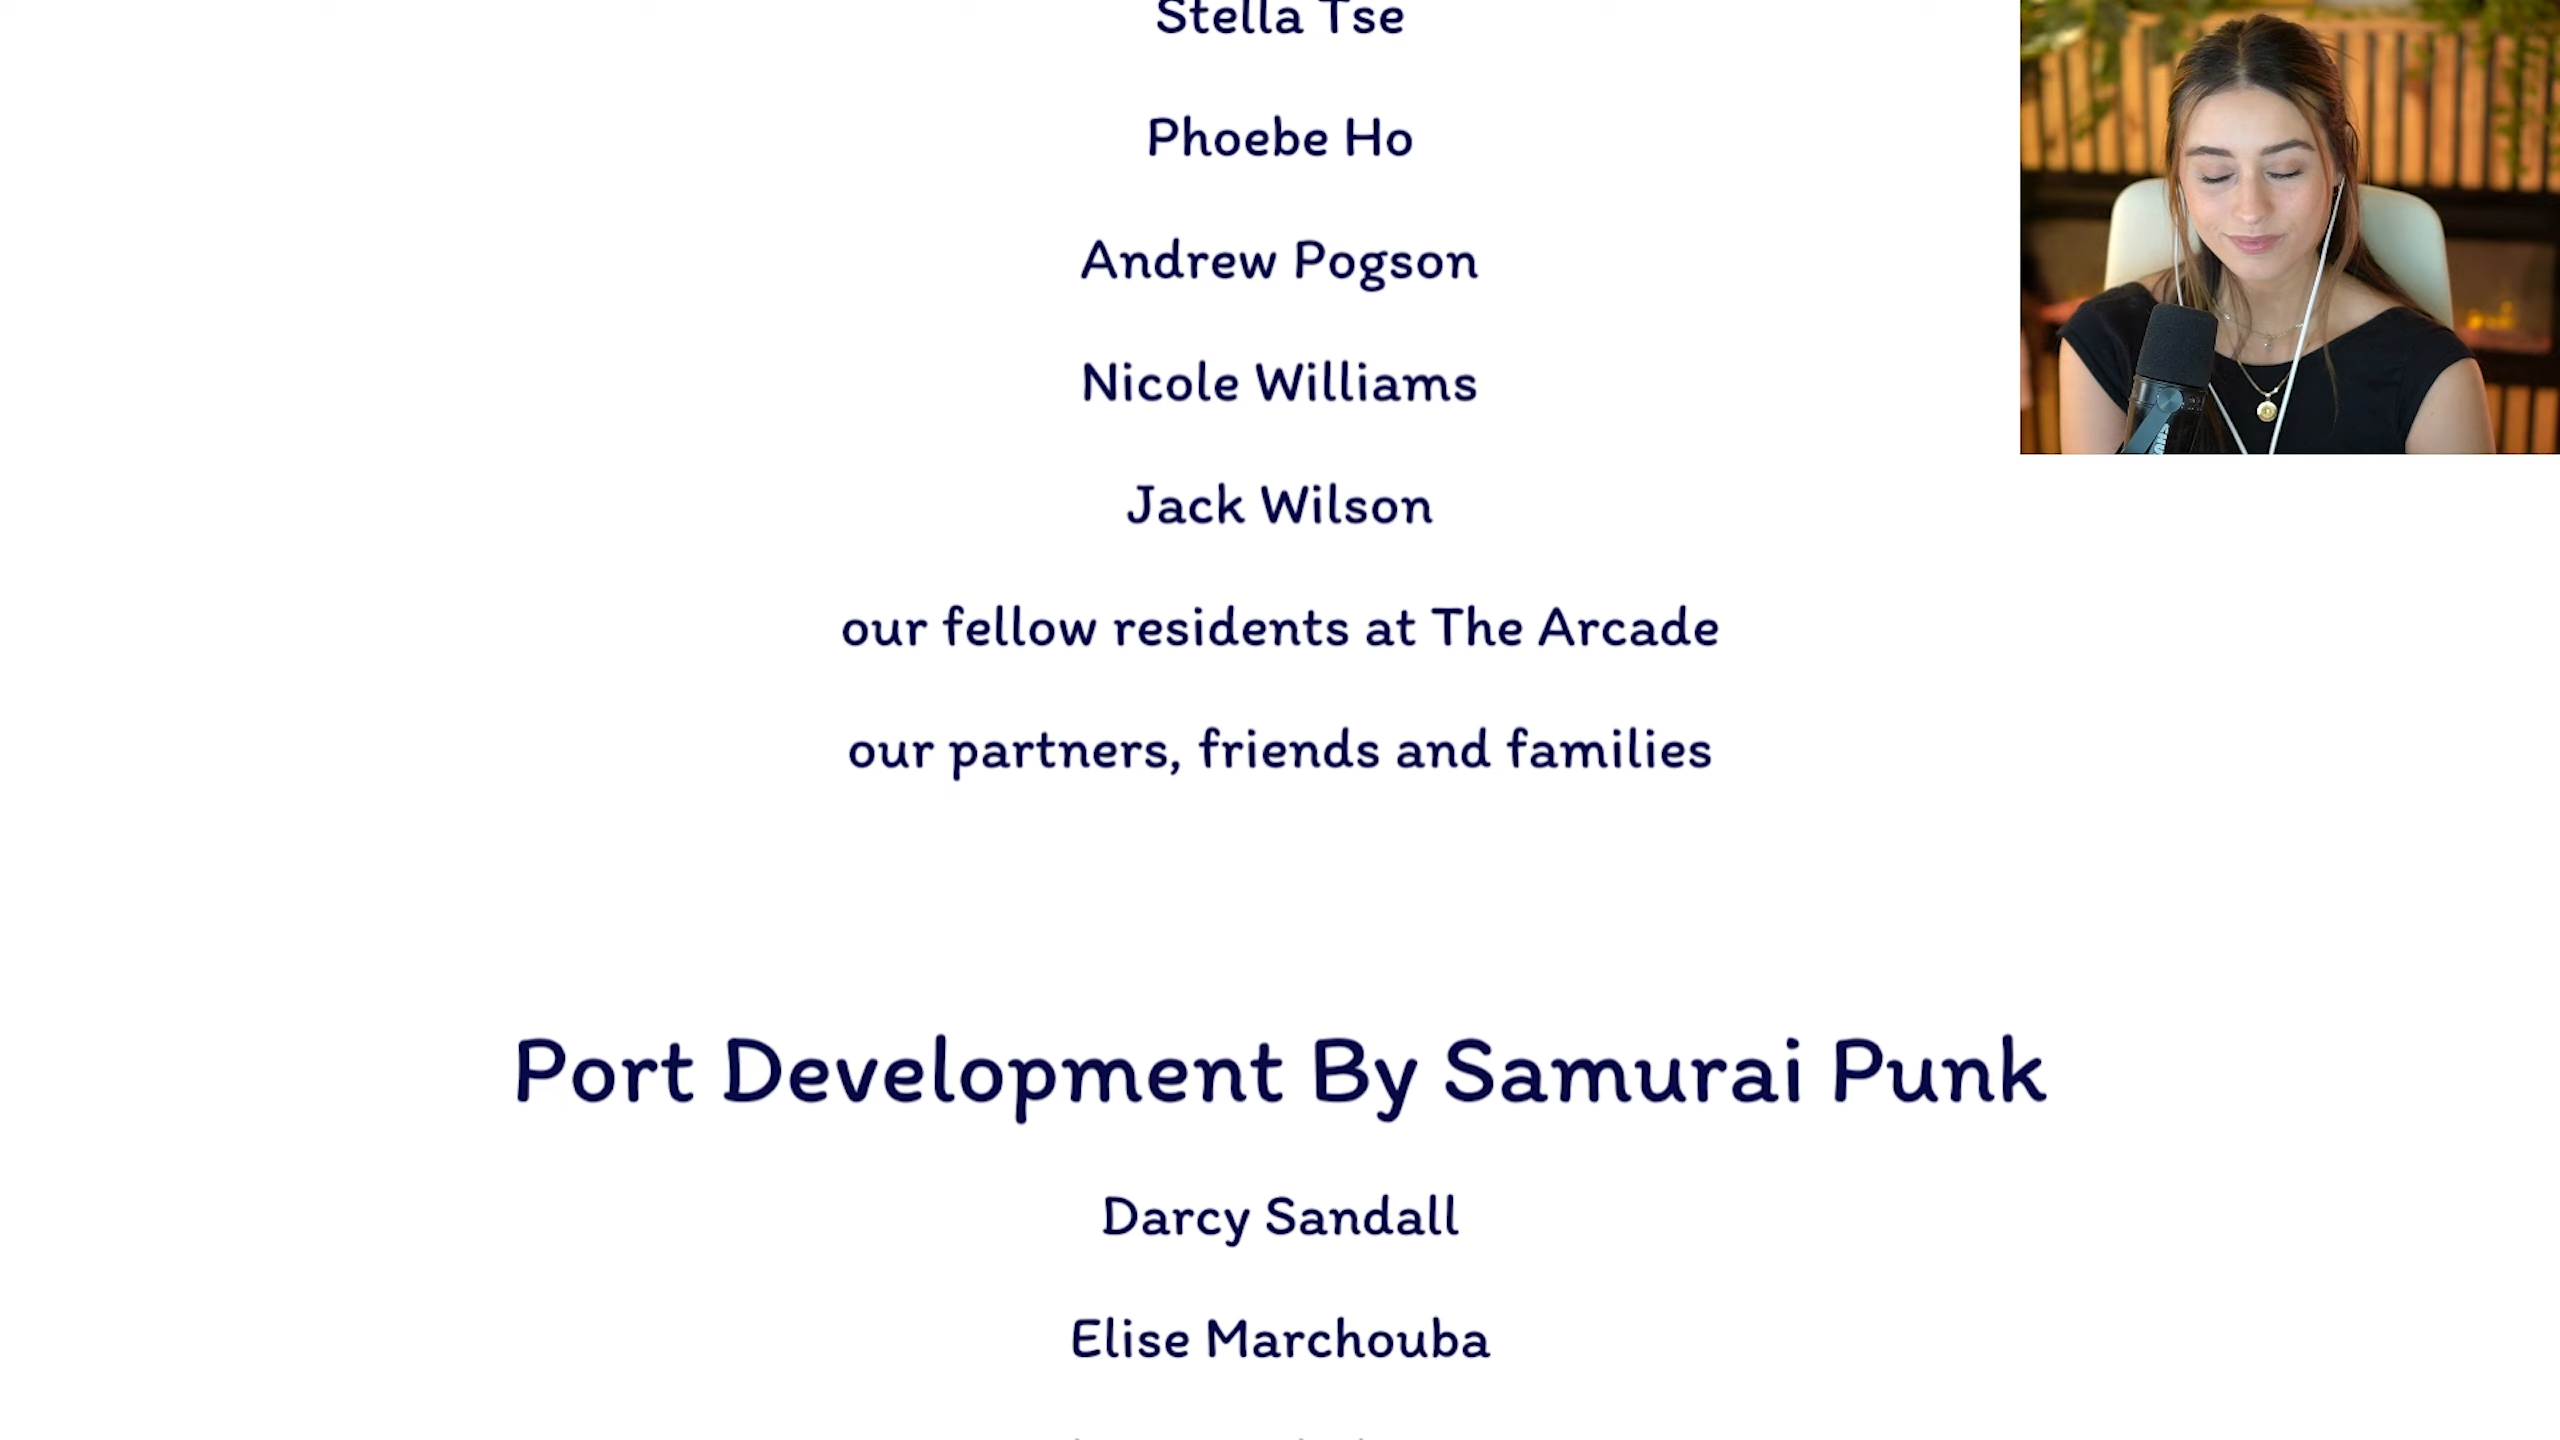 Stella Tse
Phoebe Ho
Andrew Pogson
Nicole Williams
Jack Wilson
our fellow residents at The Arcade
our partners, friends and families
Port Development By Samurai Punk
Darcy Sandall
Elise Marchouba